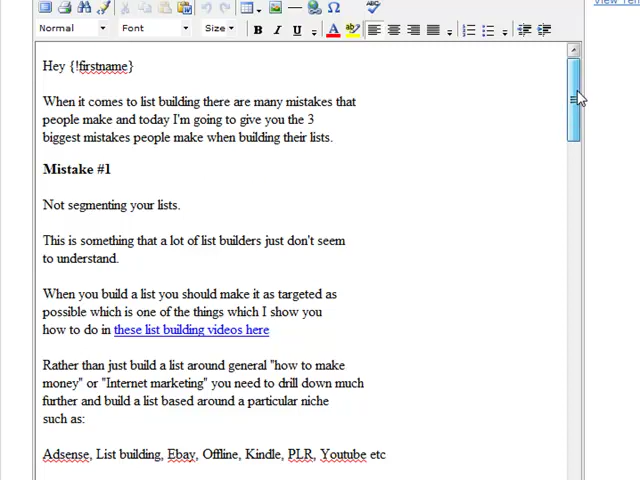 View Tem
Normal Font Size B I U A
Hey {!firstname}
When it comes to list building there are many mistakes that
people make and today I'm going to give you the 3
biggest mistakes people make when building their lists.
Mistake #1
Not segmenting your lists.
This is something that a lot of list builders just don't seem
to understand.
When you build a list you should make it as targeted as
possible which is one of the things which I show you
how to do in these list building videos here
Rather than just build a list around general "how to make
money" or "Internet marketing" you need to drill down much
further and build a list based around a particular niche
such as:
Adsense, List building, Ebay, Offline, Kindle, PLR, Youtube etc